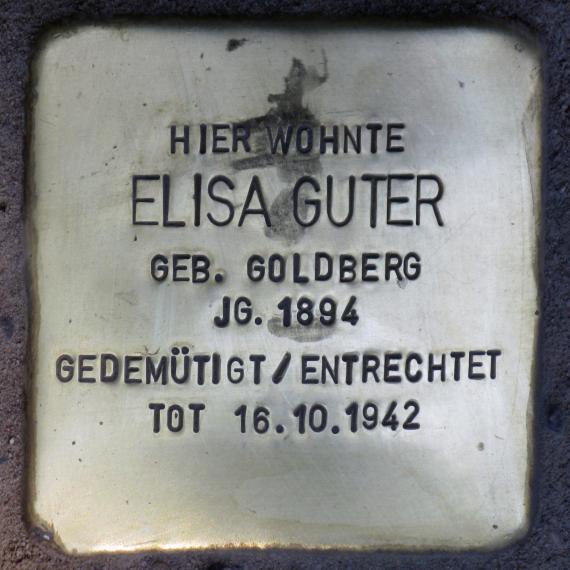 HIER WOHNTE
ELISA GUTER
GEB. GOLDBERG
JG. 1894
GEDEMÜTIGT/ENTRECHTET
TOT 16.10.1942